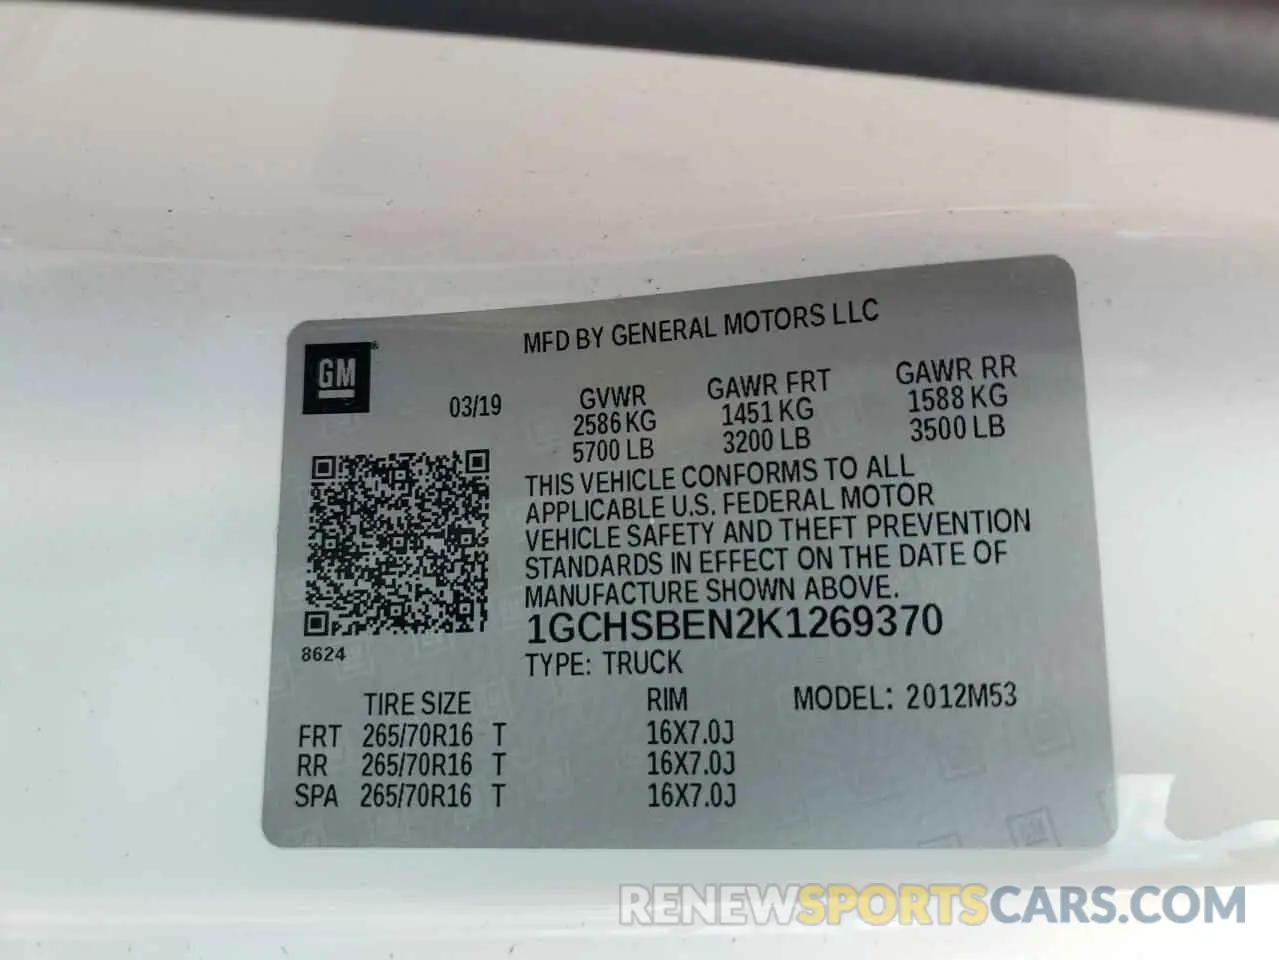 MFD BY GENERAL MOTORS LLC
GM®
03/19
GVWR
2586 KG
5700 LB
GAWR FRT
1451 KG
3200 LB
GAWR RR
1588 KG
3500 LB
THIS VEHICLE CONFORMS TO ALL
APPLICABLE U.S. FEDERAL MOTOR
VEHICLE SAFETY AND THEFT PREVENTION
STANDARDS IN EFFECT ON THE DATE OF
MANUFACTURE SHOWN ABOVE.
1GCHSBEN2K1269370
8624
TYPE: TRUCK
TIRE SIZE RIM MODEL: 2012M53
FRT 265/70R16 T 16X7.0J
RR 265/70R16 T 16X7.0J
SPA 265/70R16 T 16X7.0J
RENEWSPORTSCARS.COM